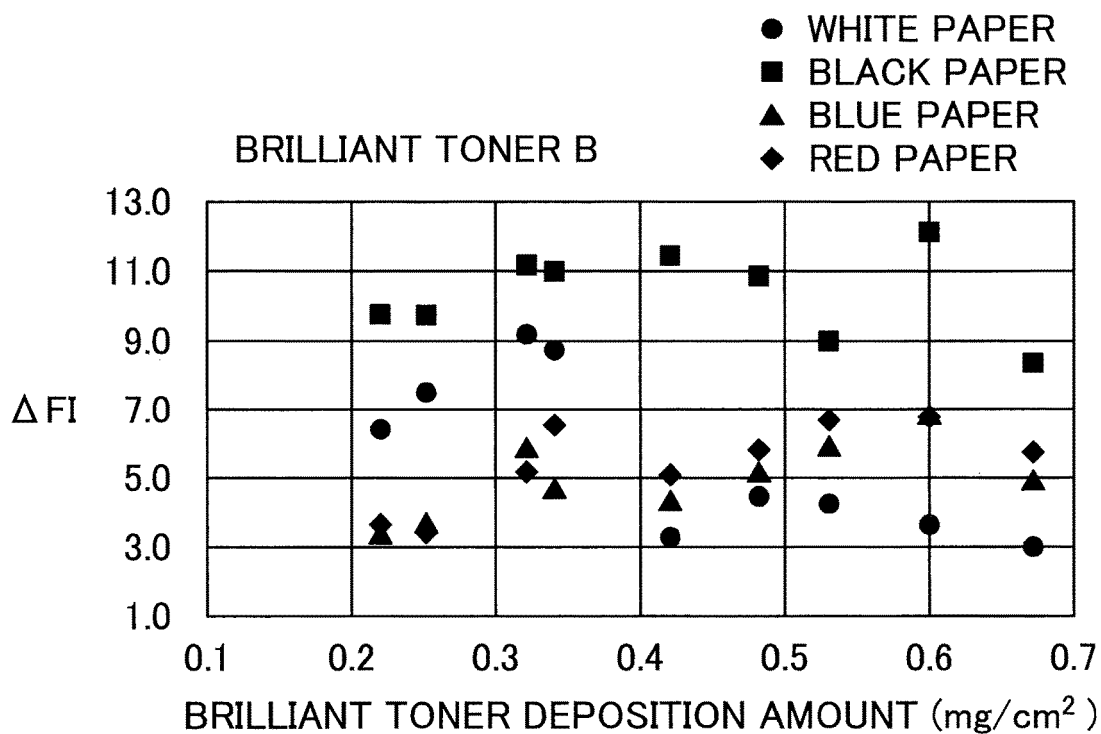 WHITE PAPER
BLACK PAPER
BLUE PAPER
RED PAPER
BRILLIANT TONER B
13.0
11.0
9.0
7.0
5.0
3.0
1.0
ΔFI
0.1 0.2 0.3 0.4 0.5 0.6 0.7
BRILLIANT TONER DEPOSITION AMOUNT (mg/cm²)